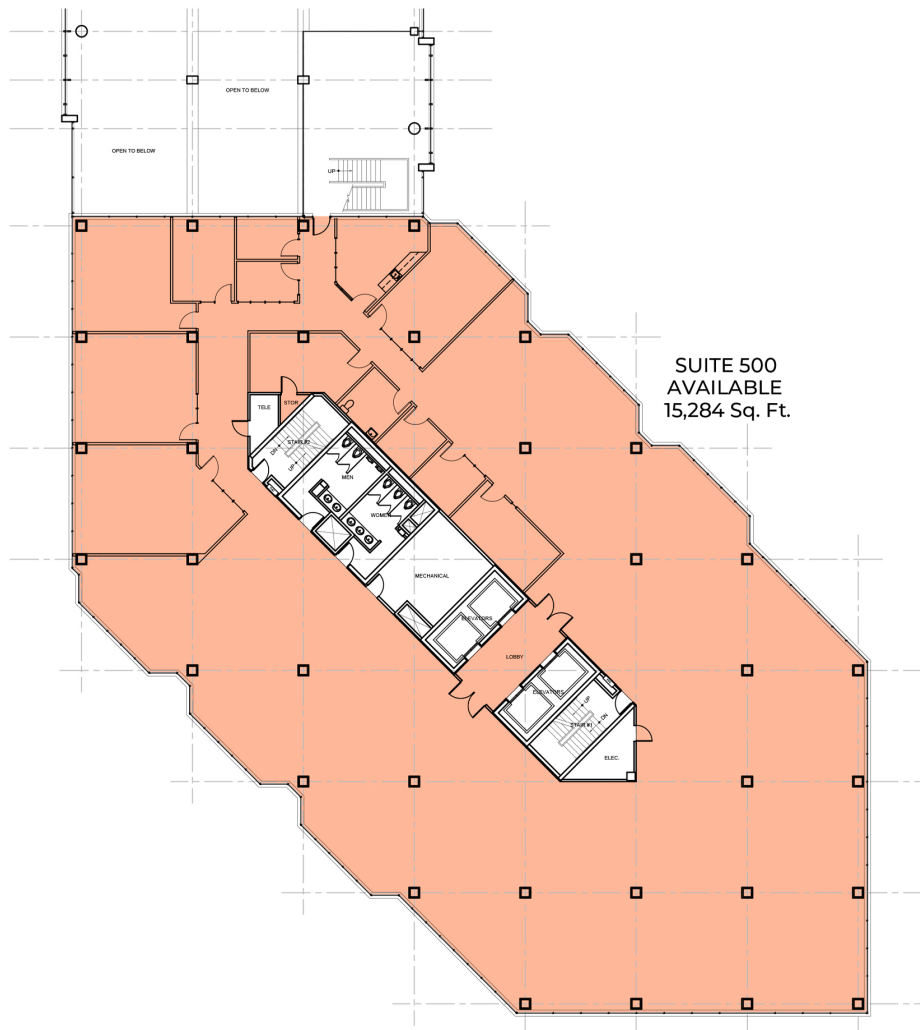 OPEN TO BELOW
OPEN TO BELOW
UP
SUITE 500
AVAILABLE
15,284 Sq. Ft.
TELE
STOR.
STAIR #2
DN
UP
MEN
WOMEN
MECHANICAL
ELEVATORS
LOBBY
ELEVATORS
UP
DN
STAIR #1
ELEC.